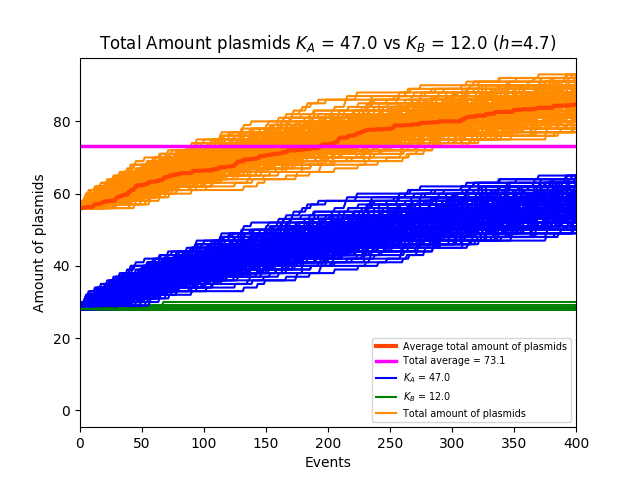 Total Amount plasmids K_A = 47.0 vs K_B = 12.0 (h=4.7)
Amount of plasmids
80
60
40
20
0
0 50 100 150 200 250 300 350 400
Events
Average total amount of plasmids
Total average = 73.1
K_A = 47.0
K_B = 12.0
Total amount of plasmids